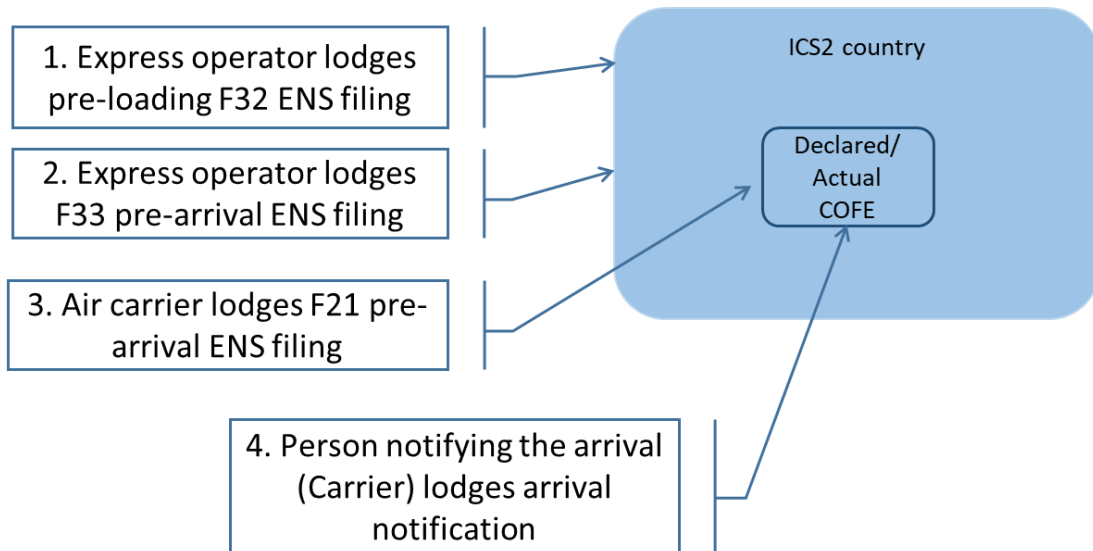 1. Express operator lodges
pre-loading F32 ENS filing
ICS2 country
2. Express operator lodges
F33 pre-arrival ENS filing
Declared/
Actual
COFE
3. Air carrier lodges F21 pre-
arrival ENS filing
4. Person notifying the arrival
(Carrier) lodges arrival
notification